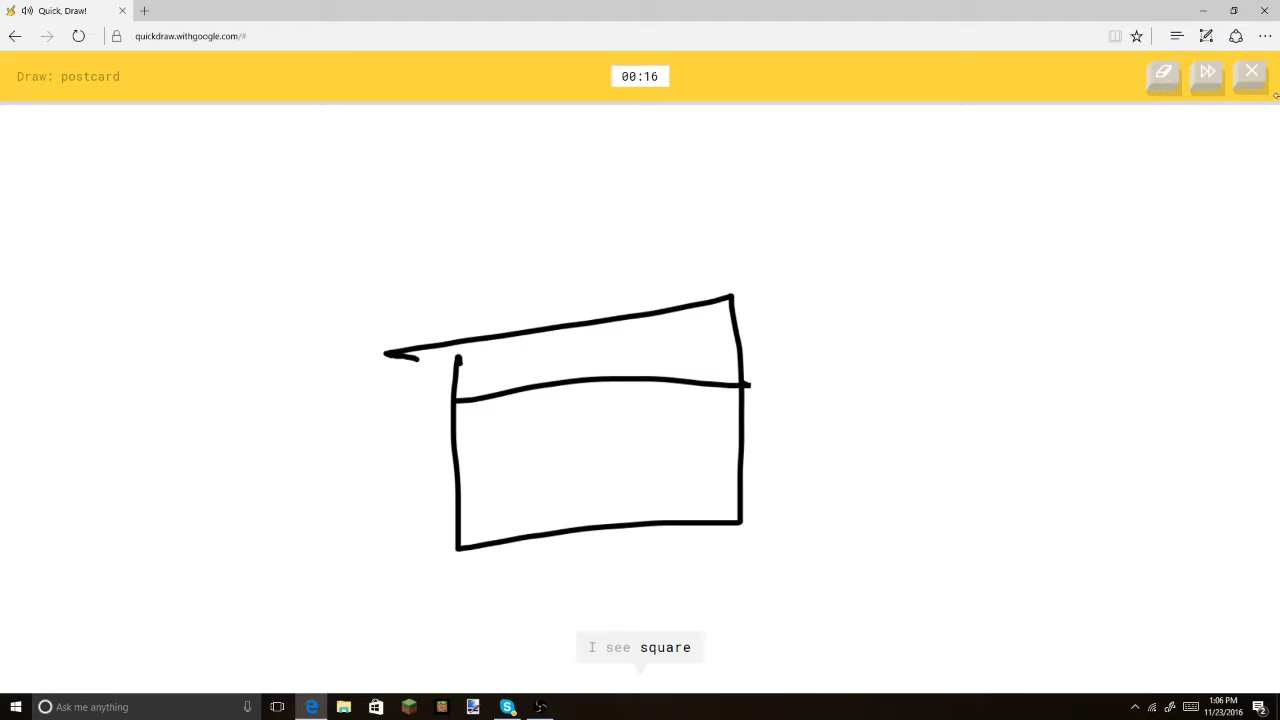 Quick, Draw!
quickdraw.withgoogle.com/#
Draw: postcard
00:16
I see square
Ask me anything
1:06 PM
11/23/2016
2